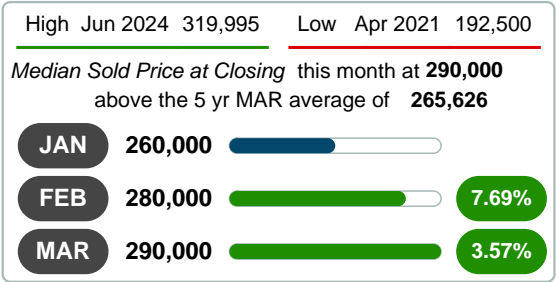 High Jun 2024 319,995 Low Apr 2021 192,500
Median Sold Price at Closing this month at 290,000
above the 5 yr MAR average of 265,626
JAN 260,000
FEB 280,000 7.69%
MAR 290,000 3.57%